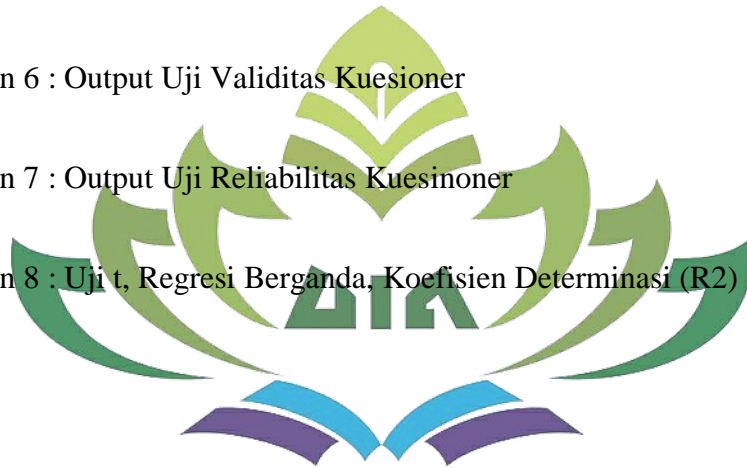 n 6 : Output Uji Validitas Kuesioner
n 7 : Output Uji Reliabilitas Kuesinoner
n 8 : Uji t, Regresi Berganda, Koefisien Determinasi (R2)